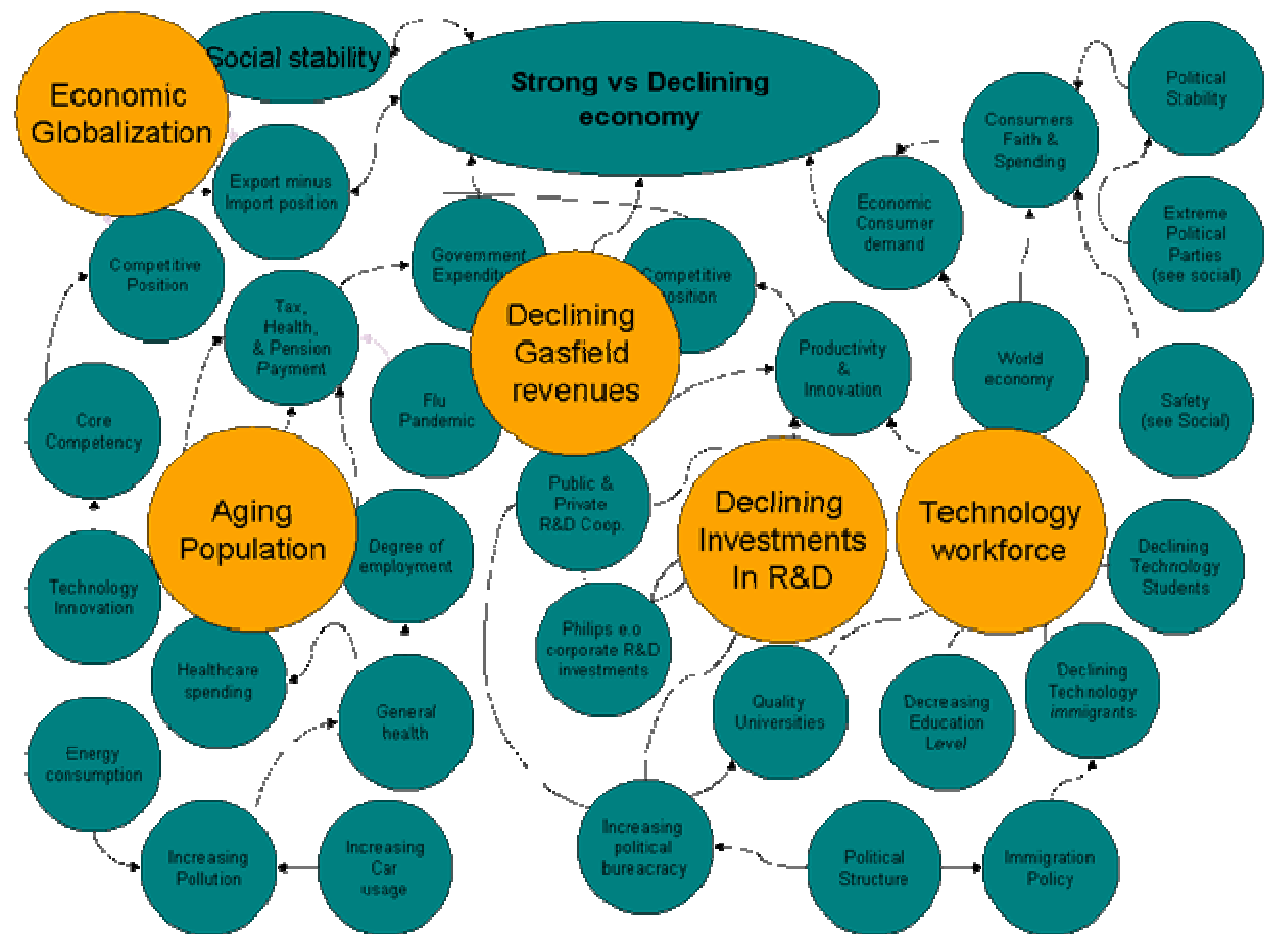 Social stability
Economic
Globalization
Strong vs Declining
economy
Political
Stability
Consumers
Faith &
Spending
Export minus
Import position
Economic
Consumer
demand
Extreme
Political
Parties
(see social)
Competitive
Position
Government
Competitive
Tax,
Health,
& Pension
Payment
Declining
Gasfield
revenues
Productivity
&
Innovation
World
economy
Flu
Pandemic
Safety
(see Social)
Core
Competency
Aging
Population
Public &
Private
R&D Coop.
Declining
Investments
In R&D
Technology
workforce
Degree of
employment
Declining
Technology
Students
Technology
Innovation
Philips e.o
corporate R&D
investments
Healthcare
spending
General
health
Quality
Universities
Decreasing
Education
Level
Declining
Technology
immigrants
Energy
consumption
Increasing
Pollution
Increasing
Car
usage
Increasing
political
bureacracy
Political
Structure
Immigration
Policy